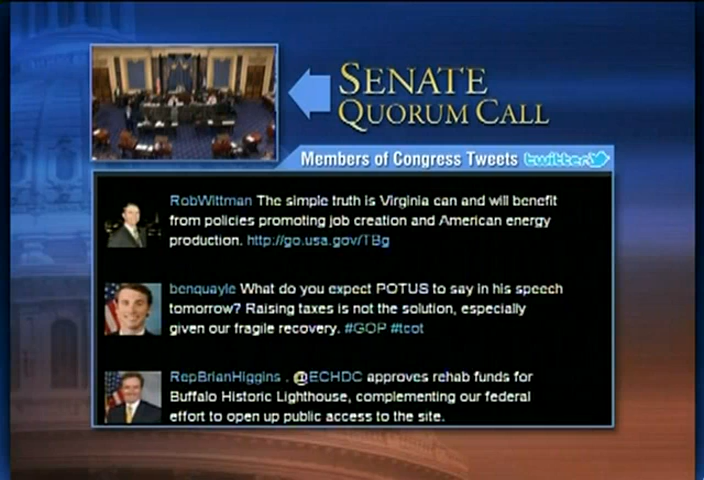 SENATE
QUORUM CALL
Members of Congress Tweets twitter
RobWittman The simple truth is Virginia can and will benefit
from policies promoting job creation and American energy
production. http://go.usa.gov/TBg
benquayle What do you expect POTUS to say in his speech
tomorrow? Raising taxes is not the solution, especially
given our fragile recovery. #GOP #tcot
RepBrianHiggins . @ECHDC approves rehab funds for
Buffalo Historic Lighthouse, complementing our federal
effort to open up public access to the site.